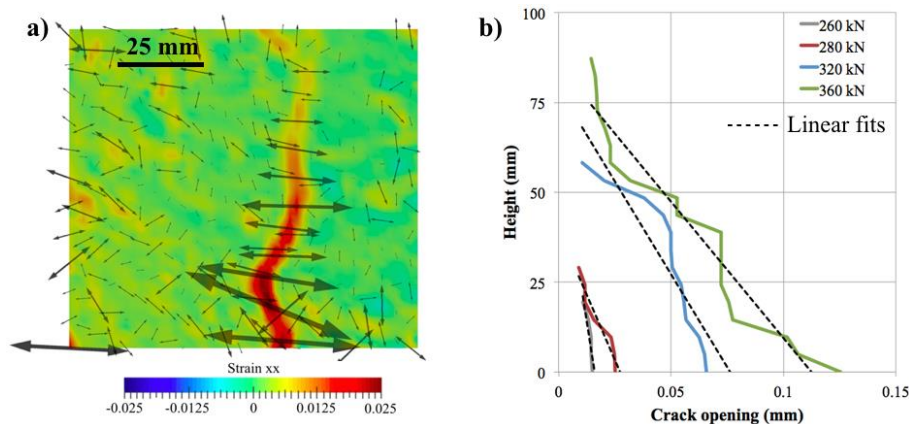 a)
25 mm
Strain xx
-0.025 -0.0125 0 0.0125 0.025
b)
100
75
50
25
0
Height (mm)
260 kN
280 kN
320 kN
360 kN
Linear fits
0 0.05 0.1 0.15
Crack opening (mm)